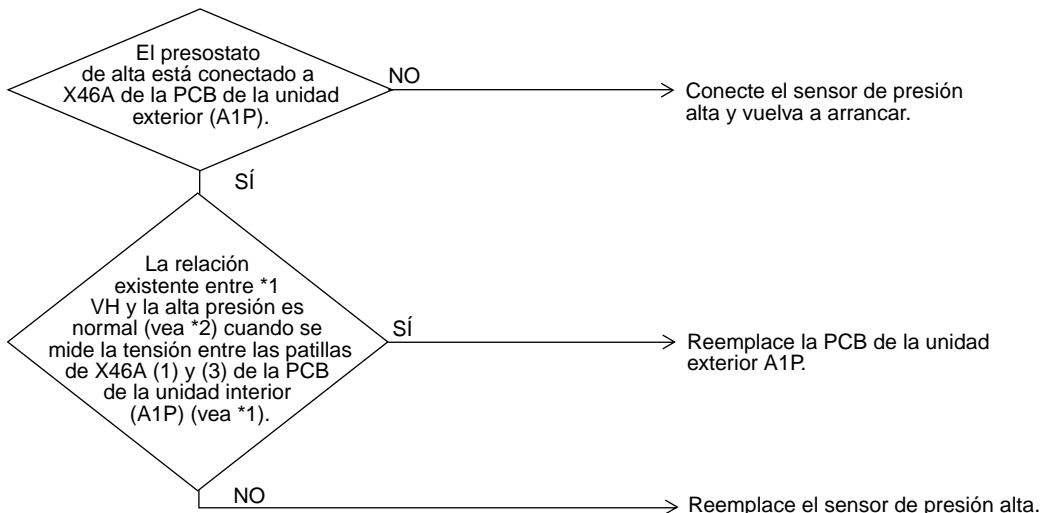 El presostato
de alta está conectado a
X46A de la PCB de la unidad
exterior (A1P).
NO
Conecte el sensor de presión
alta y vuelva a arrancar.
SÍ
La relación
existente entre *1
VH y la alta presión es
normal (vea *2) cuando se
mide la tensión entre las patillas
de X46A (1) y (3) de la PCB
de la unidad interior
(A1P) (vea *1).
SÍ
Reemplace la PCB de la unidad
exterior A1P.
NO
Reemplace el sensor de presión alta.